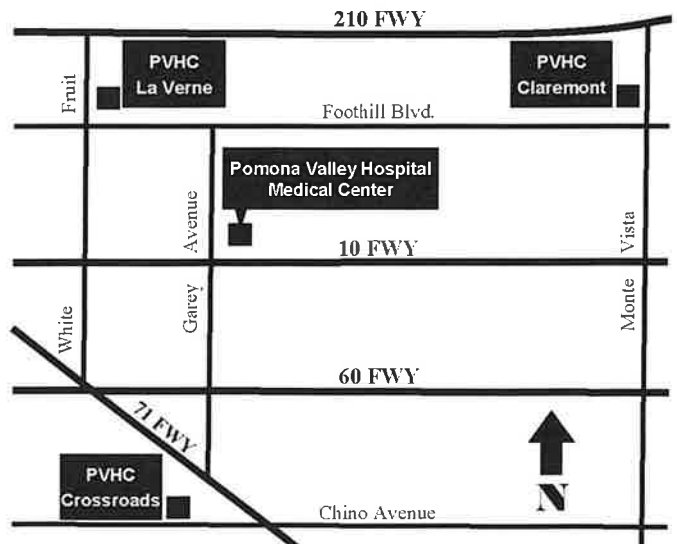 210 FWY
PVHC
La Verne
PVHC
Claremont
Fruit
Foothill Blvd.
Pomona Valley Hospital
Medical Center
Avenue
Vista
10 FWY
Garey
Monte
White
60 FWY
71 FWY
PVHC
Crossroads
N
Chino Avenue